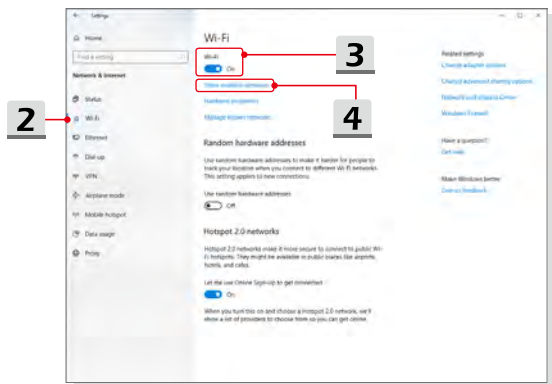 Settings
Wi-Fi
Home
Find a setting
Wi-Fi
On
Related settings
Change adapter options
Network & Internet
Show available networks
Change advanced sharing options
Status
Hardware properties
Network and Sharing Center
Wi-Fi
Manage known networks
Windows Firewall
Ethernet
Random hardware addresses
Have a question?
Get help
Dial-up
Use random hardware addresses to make it harder for people to
track your location when you connect to different Wi-Fi networks.
This setting applies to new connections.
VPN
Make Windows better
Give us feedback
Airplane mode
Use random hardware addresses
Off
Mobile hotspot
Data usage
Hotspot 2.0 networks
Proxy
Hotspot 2.0 networks make it more secure to connect to public Wi-
Fi hotspots. They might be available in public places like airports,
hotels, and cafes.
Let me use Online Sign-Up to get connected
On
When you turn this on and choose a Hotspot 2.0 network, we'll
show a list of providers to choose from so you can get online.
2
3
4